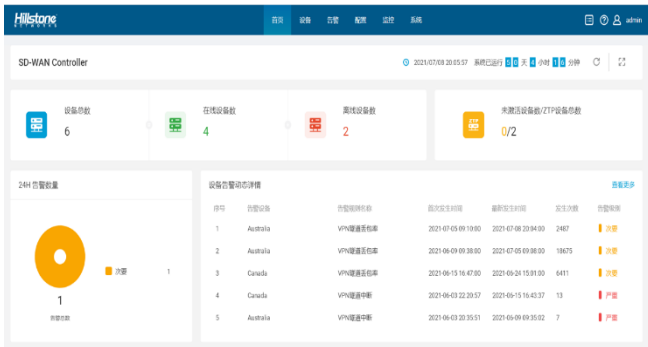 Hillstone
NETWORKS
首页 设备 告警 配置 监控 系统 admin
SD-WAN Controller
2021/07/08 20:05:57 系统已运行 5 6 天 4 小时 1 6 分钟
设备总数 在线设备数 离线设备数 未激活设备数/ZTP设备总数
6 4 2 0/2
24H 告警数量
次要 1
1
告警总数
设备告警动态详情 查看更多
序号 告警设备 告警规则名称 首次发生时间 最新发生时间 发生次数 告警级别
1 Australia VPN隧道丢包率 2021-07-05 09:10:00 2021-07-08 20:04:00 2487 次要
2 Australia VPN隧道丢包率 2021-06-09 09:38:00 2021-07-05 09:08:00 18675 次要
3 Canada VPN隧道丢包率 2021-06-15 16:47:00 2021-06-24 15:01:00 6411 次要
4 Canada VPN隧道中断 2021-06-03 22:20:57 2021-06-15 16:43:37 13 严重
5 Australia VPN隧道中断 2021-06-03 20:35:51 2021-06-09 09:35:02 7 严重